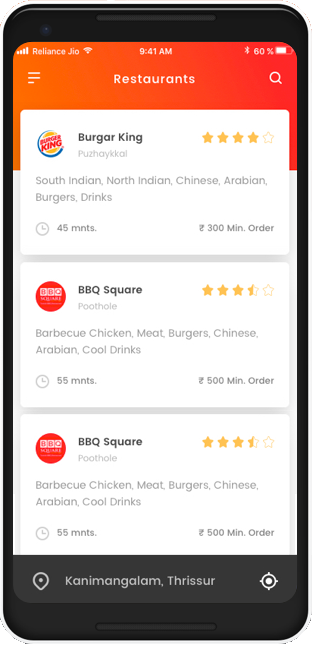 Reliance Jio 9:41 AM 60 %
Restaurants
BURGER KING
Burgar King
Puzhaykkal
South Indian, North Indian, Chinese, Arabian,
Burgers, Drinks
45 mnts. ₹ 300 Min. Order
BBQ SQUARE
BBQ Square
Poothole
Barbecue Chicken, Meat, Burgers, Chinese,
Arabian, Cool Drinks
55 mnts. ₹ 500 Min. Order
BBQ SQUARE
BBQ Square
Poothole
Barbecue Chicken, Meat, Burgers, Chinese,
Arabian, Cool Drinks
55 mnts. ₹ 500 Min. Order
Kanimangalam, Thrissur